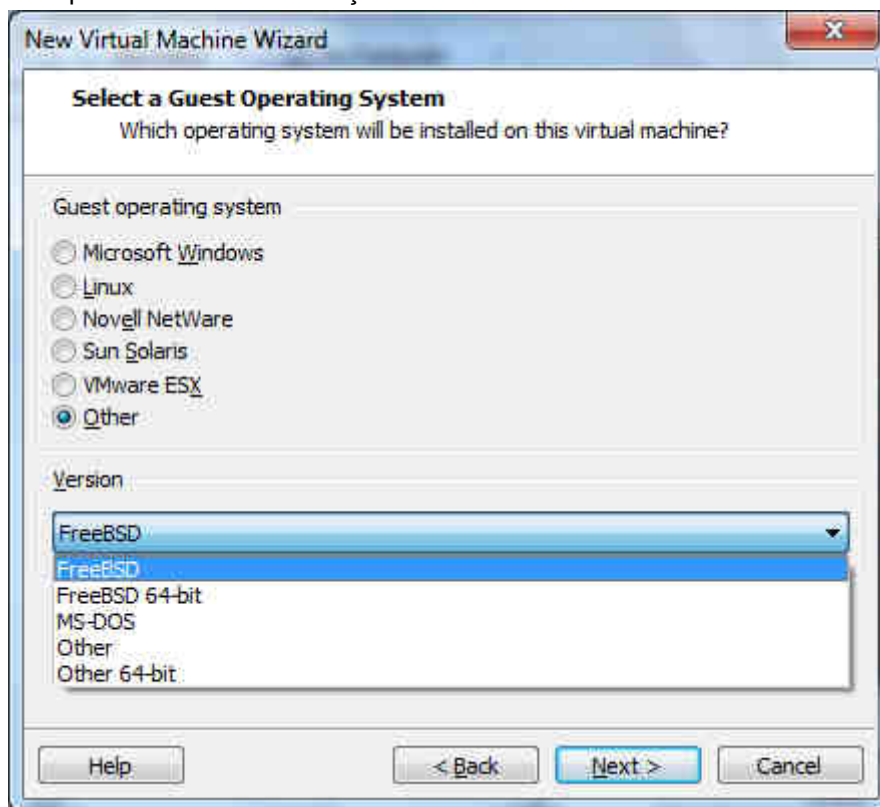 New Virtual Machine Wizard
Select a Guest Operating System
Which operating system will be installed on this virtual machine?
Guest operating system
Microsoft Windows
Linux
Novell NetWare
Sun Solaris
VMware ESX
Other
Version
FreeBSD
FreeBSD
FreeBSD 64-bit
MS-DOS
Other
Other 64-bit
Help < Back Next > Cancel